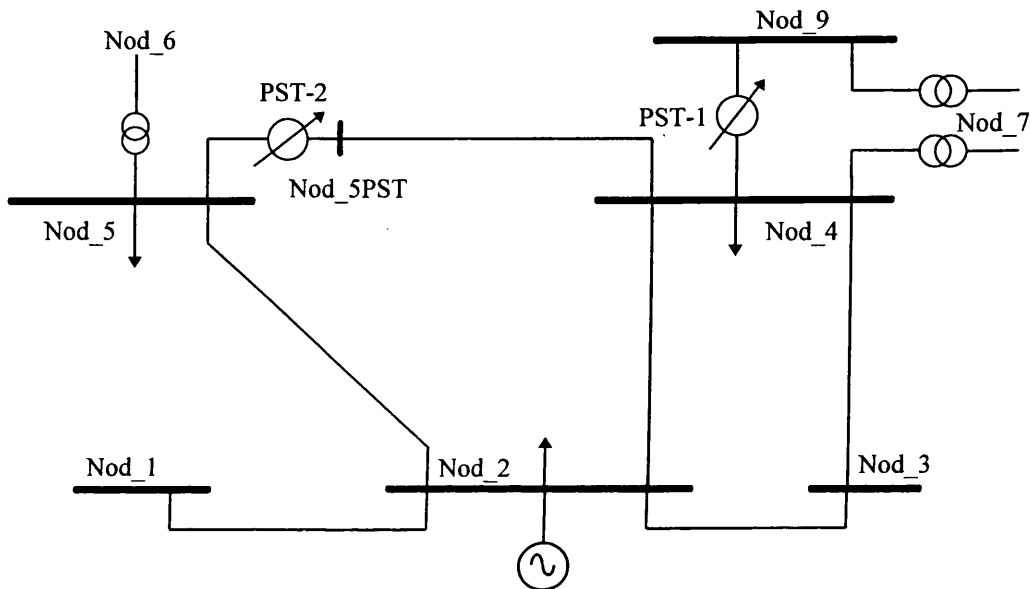 Nod_6
Nod_9
PST-2
PST-1
Nod_7
Nod_5PST
Nod_5
Nod_4
Nod_1
Nod_2
Nod_3